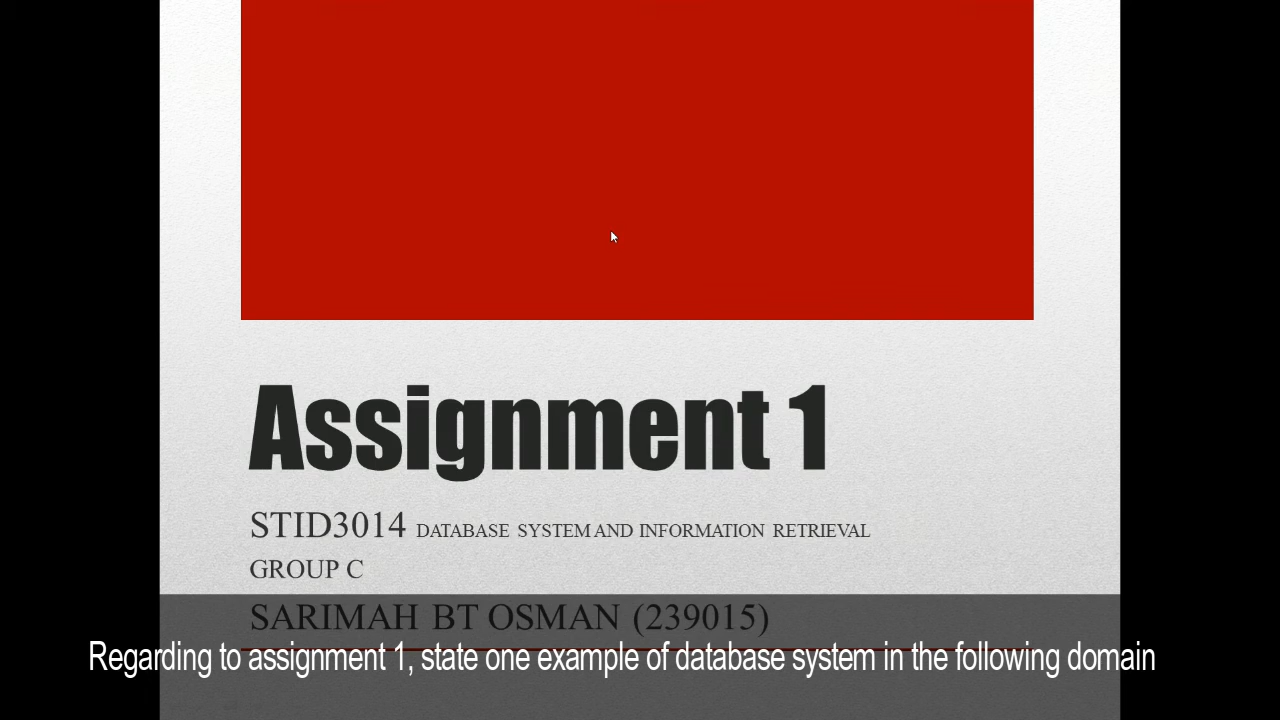 Assignment 1
STID3014 DATABASE SYSTEM AND INFORMATION RETRIEVAL
GROUP C
SARIMAH BT OSMAN (239015)
Regarding to assignment 1, state one example of database system in the following domain